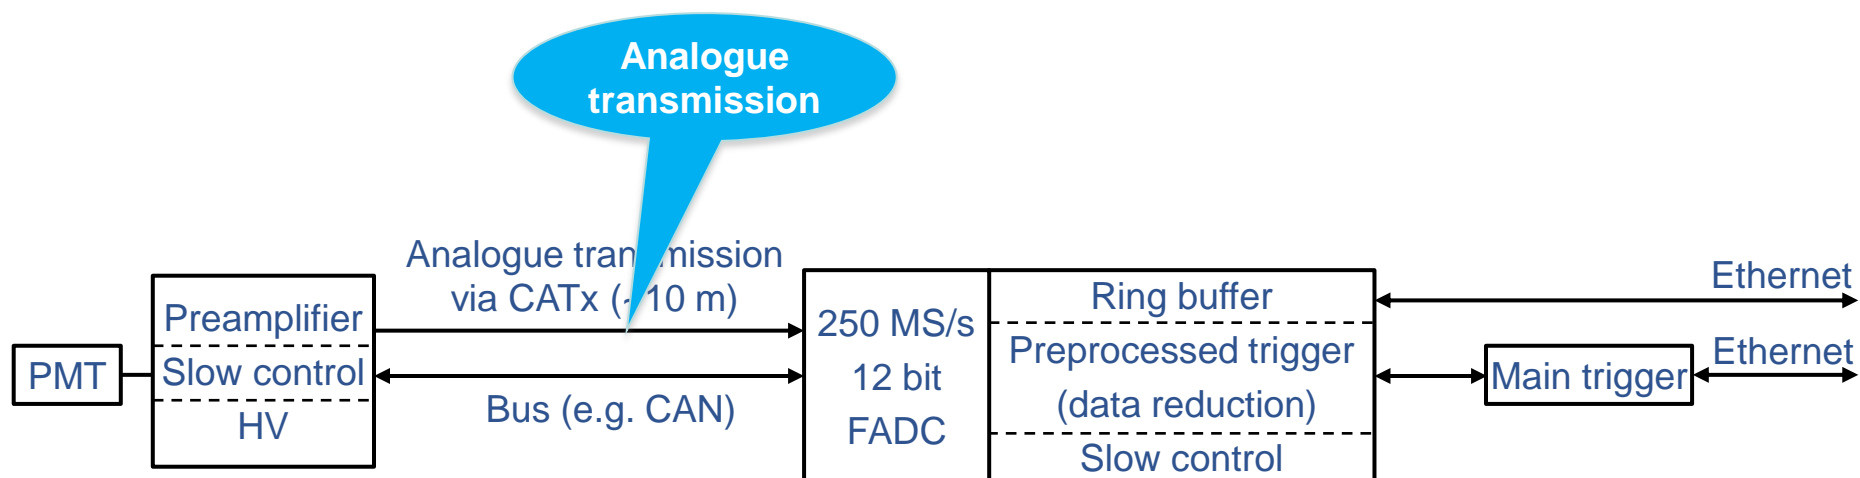 Analogue
transmission
Analogue tran mission
via CATx (~10 m)
Bus (e.g. CAN)
PMT
Preamplifier
Slow control
HV
250 MS/s
12 bit
FADC
Ring buffer
Preprocessed trigger
(data reduction)
Slow control
Ethernet
Main trigger
Ethernet